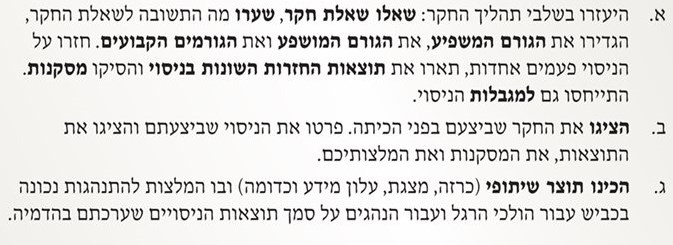 א. היעזרו בשלבי תהליך החקר: שאלו שאלת חקר, שערו מה התשובה לשאלת החקר,
הגדירו את הגורם המשפיע, את הגורם המושפע ואת הגורמים הקבועים. חזרו על
הניסוי פעמים אחדות, תארו את תוצאות החזרות השונות בניסוי והסיקו מסקנות.
התייחסו גם למגבלות הניסוי.
ב. הציגו את החקר שביצעם בפני הכיתה. פרטו את הניסוי שביצעתם והציגו את
התוצאות, את המסקנות ואת המלצותיכם.
ג. הכינו תוצר שיתופי (כרזה, מצגת, עלון מידע וכדומה) ובו המלצות להתנהגות נכונה
בכביש עבור הולכי הרגל ועבור הנהגים על סמך תוצאות הניסויים שערכתם בהדמיה.